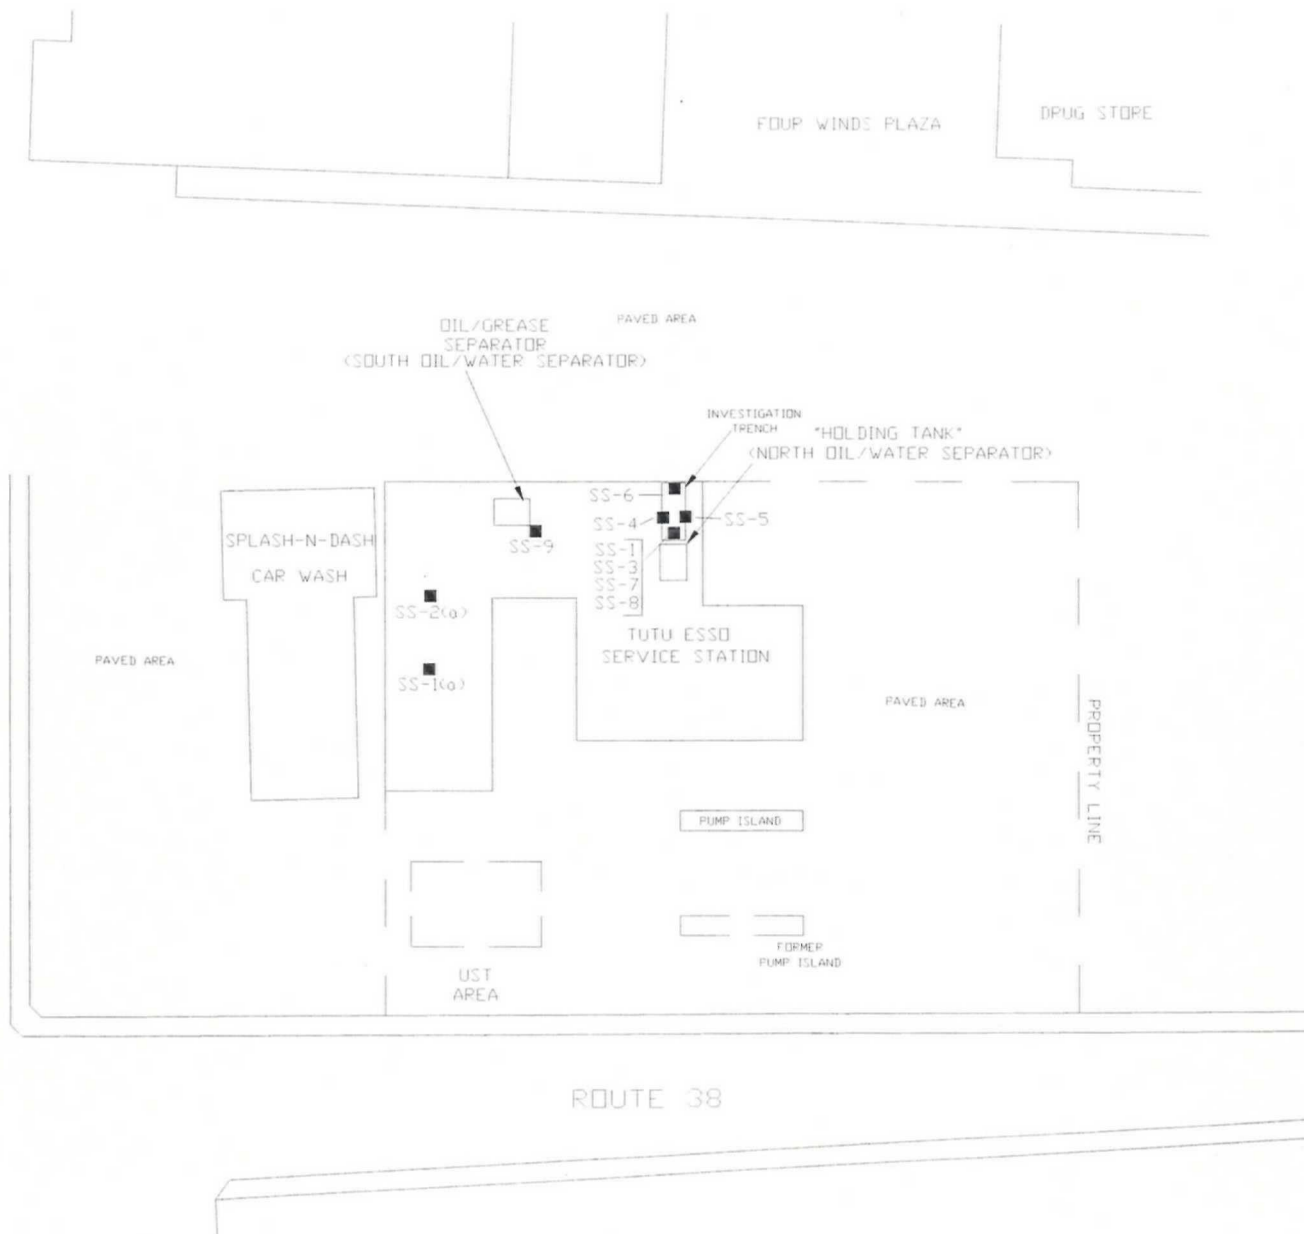 FOUR WINDS PLAZA
DRUG STORE
OIL/GREASE
SEPARATOR
(SOUTH OIL/WATER SEPARATOR)
PAVED AREA
INVESTIGATION
TRENCH
"HOLDING TANK"
(NORTH OIL/WATER SEPARATOR)
SS-6
SS-4
SS-5
SS-9
SS-1
SS-3
SS-7
SS-8
SPLASH-N-DASH
CAR WASH
SS-2(a)
SS-1(a)
TUTU ESSO
SERVICE STATION
PAVED AREA
PAVED AREA
PROPERTY LINE
PUMP ISLAND
FORMER
PUMP ISLAND
UST
AREA
ROUTE 38